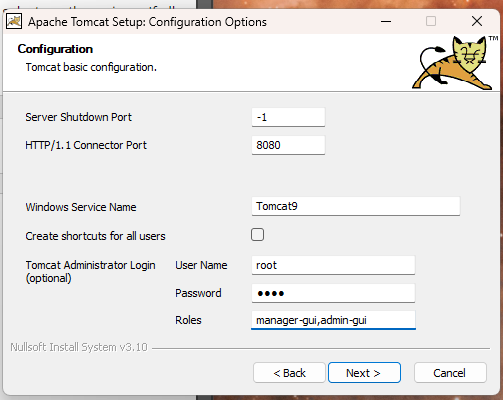 Apache Tomcat Setup: Configuration Options
Configuration
Tomcat basic configuration.
TM
Server Shutdown Port -1
HTTP/1.1 Connector Port 8080
Windows Service Name Tomcat9
Create shortcuts for all users
Tomcat Administrator Login User Name root
(optional)
Password ••••
Roles manager-gui,admin-gui
Nullsoft Install System v3.10
< Back Next > Cancel